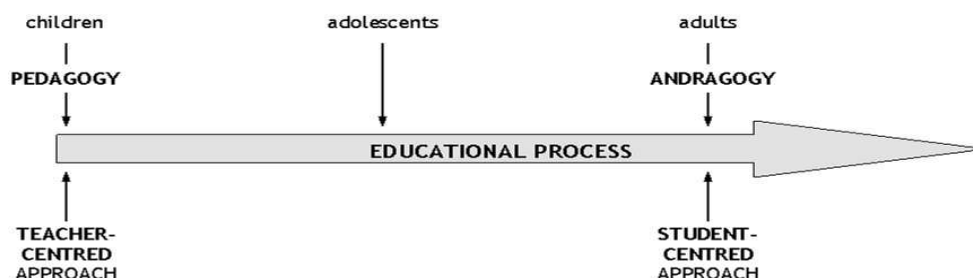 children adolescents adults
PEDAGOGY ANDRAGOGY
EDUCATIONAL PROCESS
TEACHER- STUDENT-
CENTRED CENTRED
APPROACH APPROACH